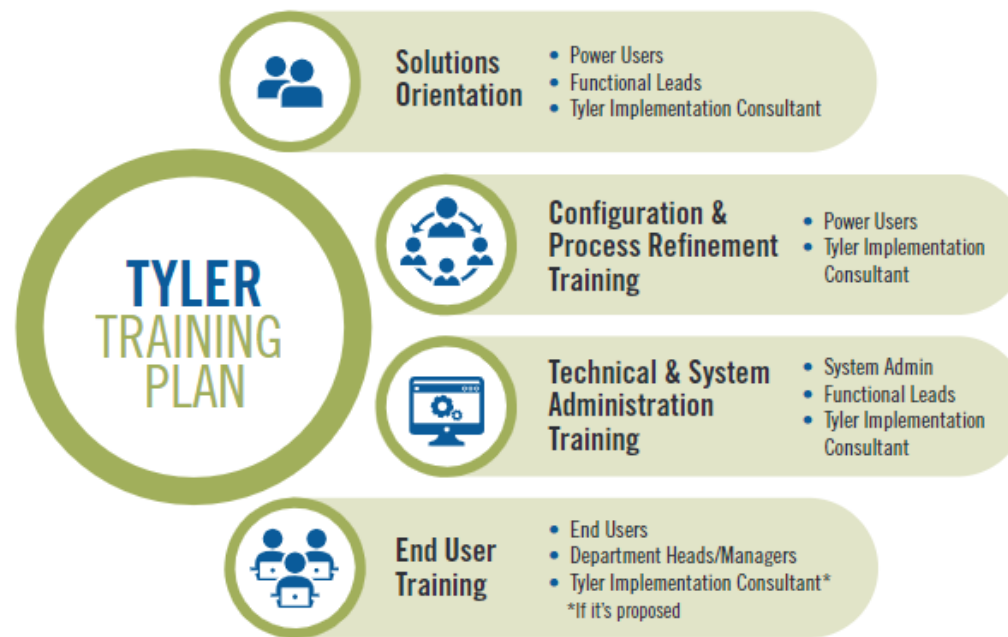 Solutions
Orientation
• Power Users
• Functional Leads
• Tyler Implementation Consultant
TYLER
TRAINING
PLAN
Configuration &
Process Refinement
Training
• Power Users
• Tyler Implementation
Consultant
Technical & System
Administration
Training
• System Admin
• Functional Leads
• Tyler Implementation
Consultant
End User
Training
• End Users
• Department Heads/Managers
• Tyler Implementation Consultant*
*If it's proposed